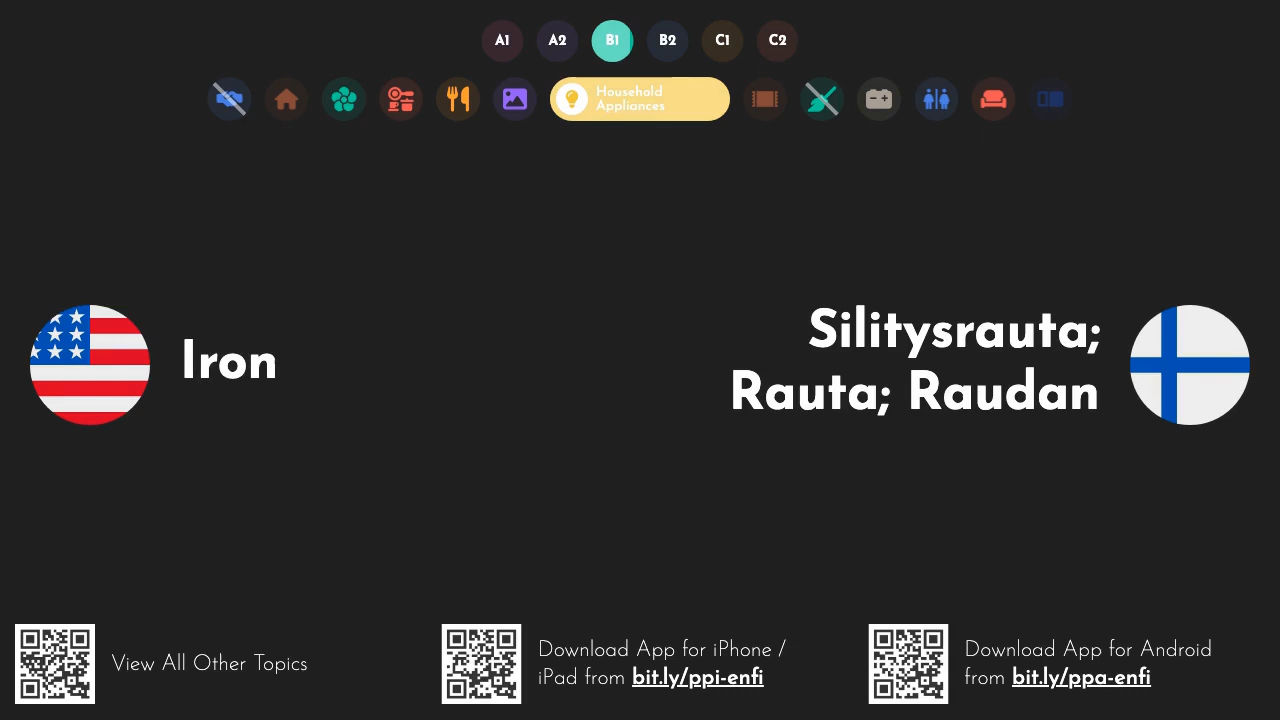 A1 A2 B1 B2 C1 C2
Household
Appliances
Iron
Silitysrauta;
Rauta; Raudan
View All Other Topics
Download App for iPhone /
iPad from bit.ly/ppi-enfi
Download App for Android
from bit.ly/ppa-enfi